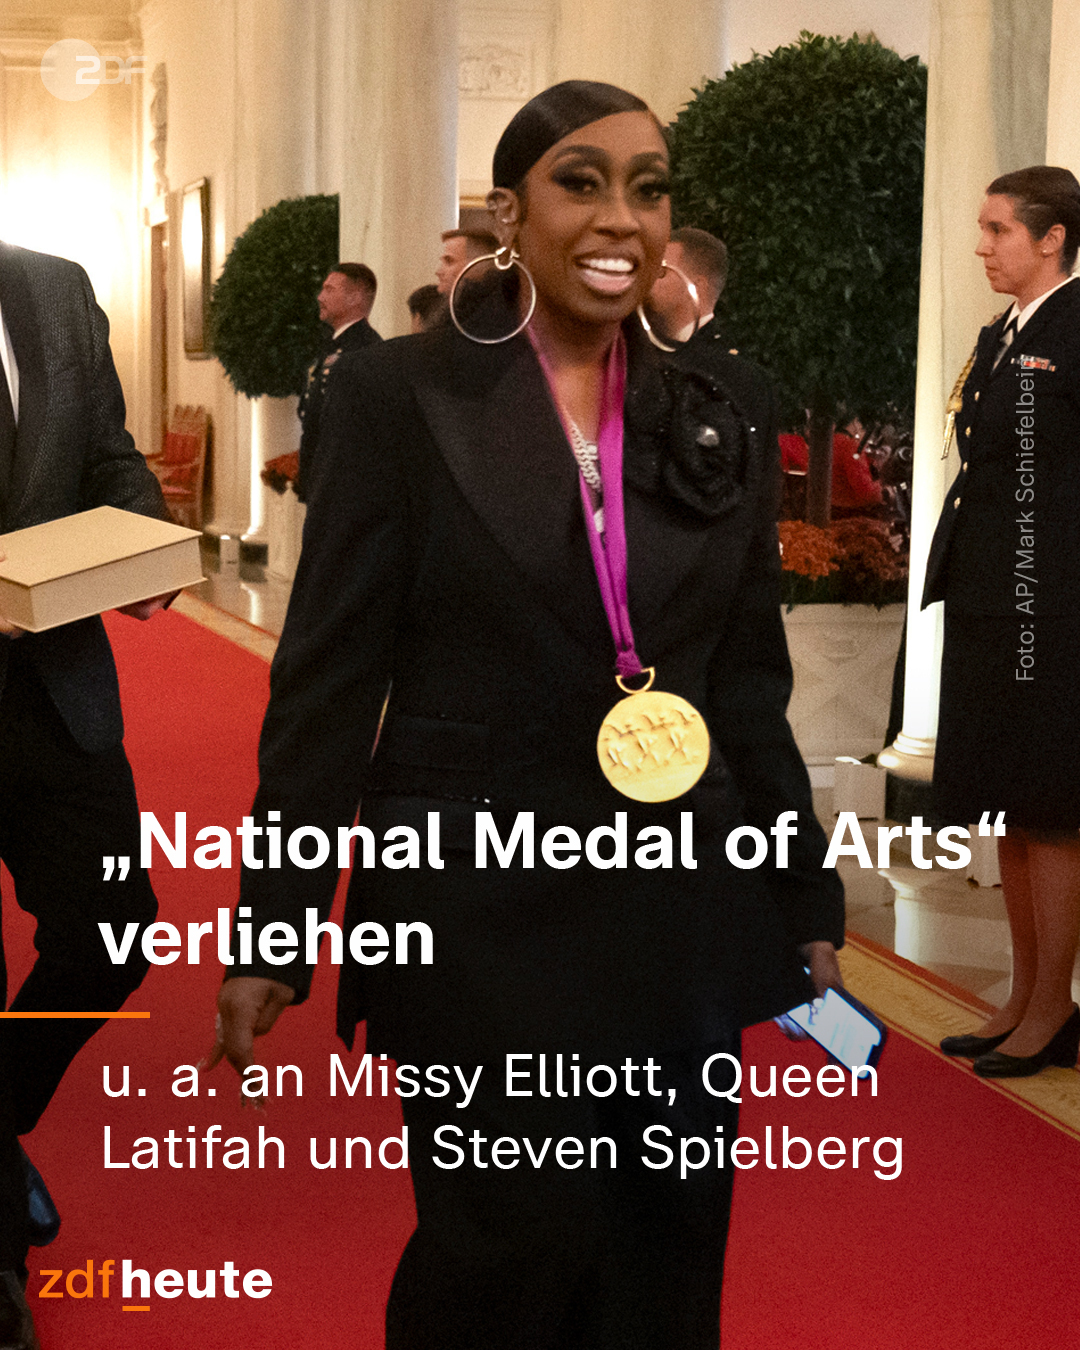 ZDF
Foto: AP/Mark Schiefelbein
„National Medal of Arts“
verliehen
u. a. an Missy Elliott, Queen
Latifah und Steven Spielberg
zdfheute